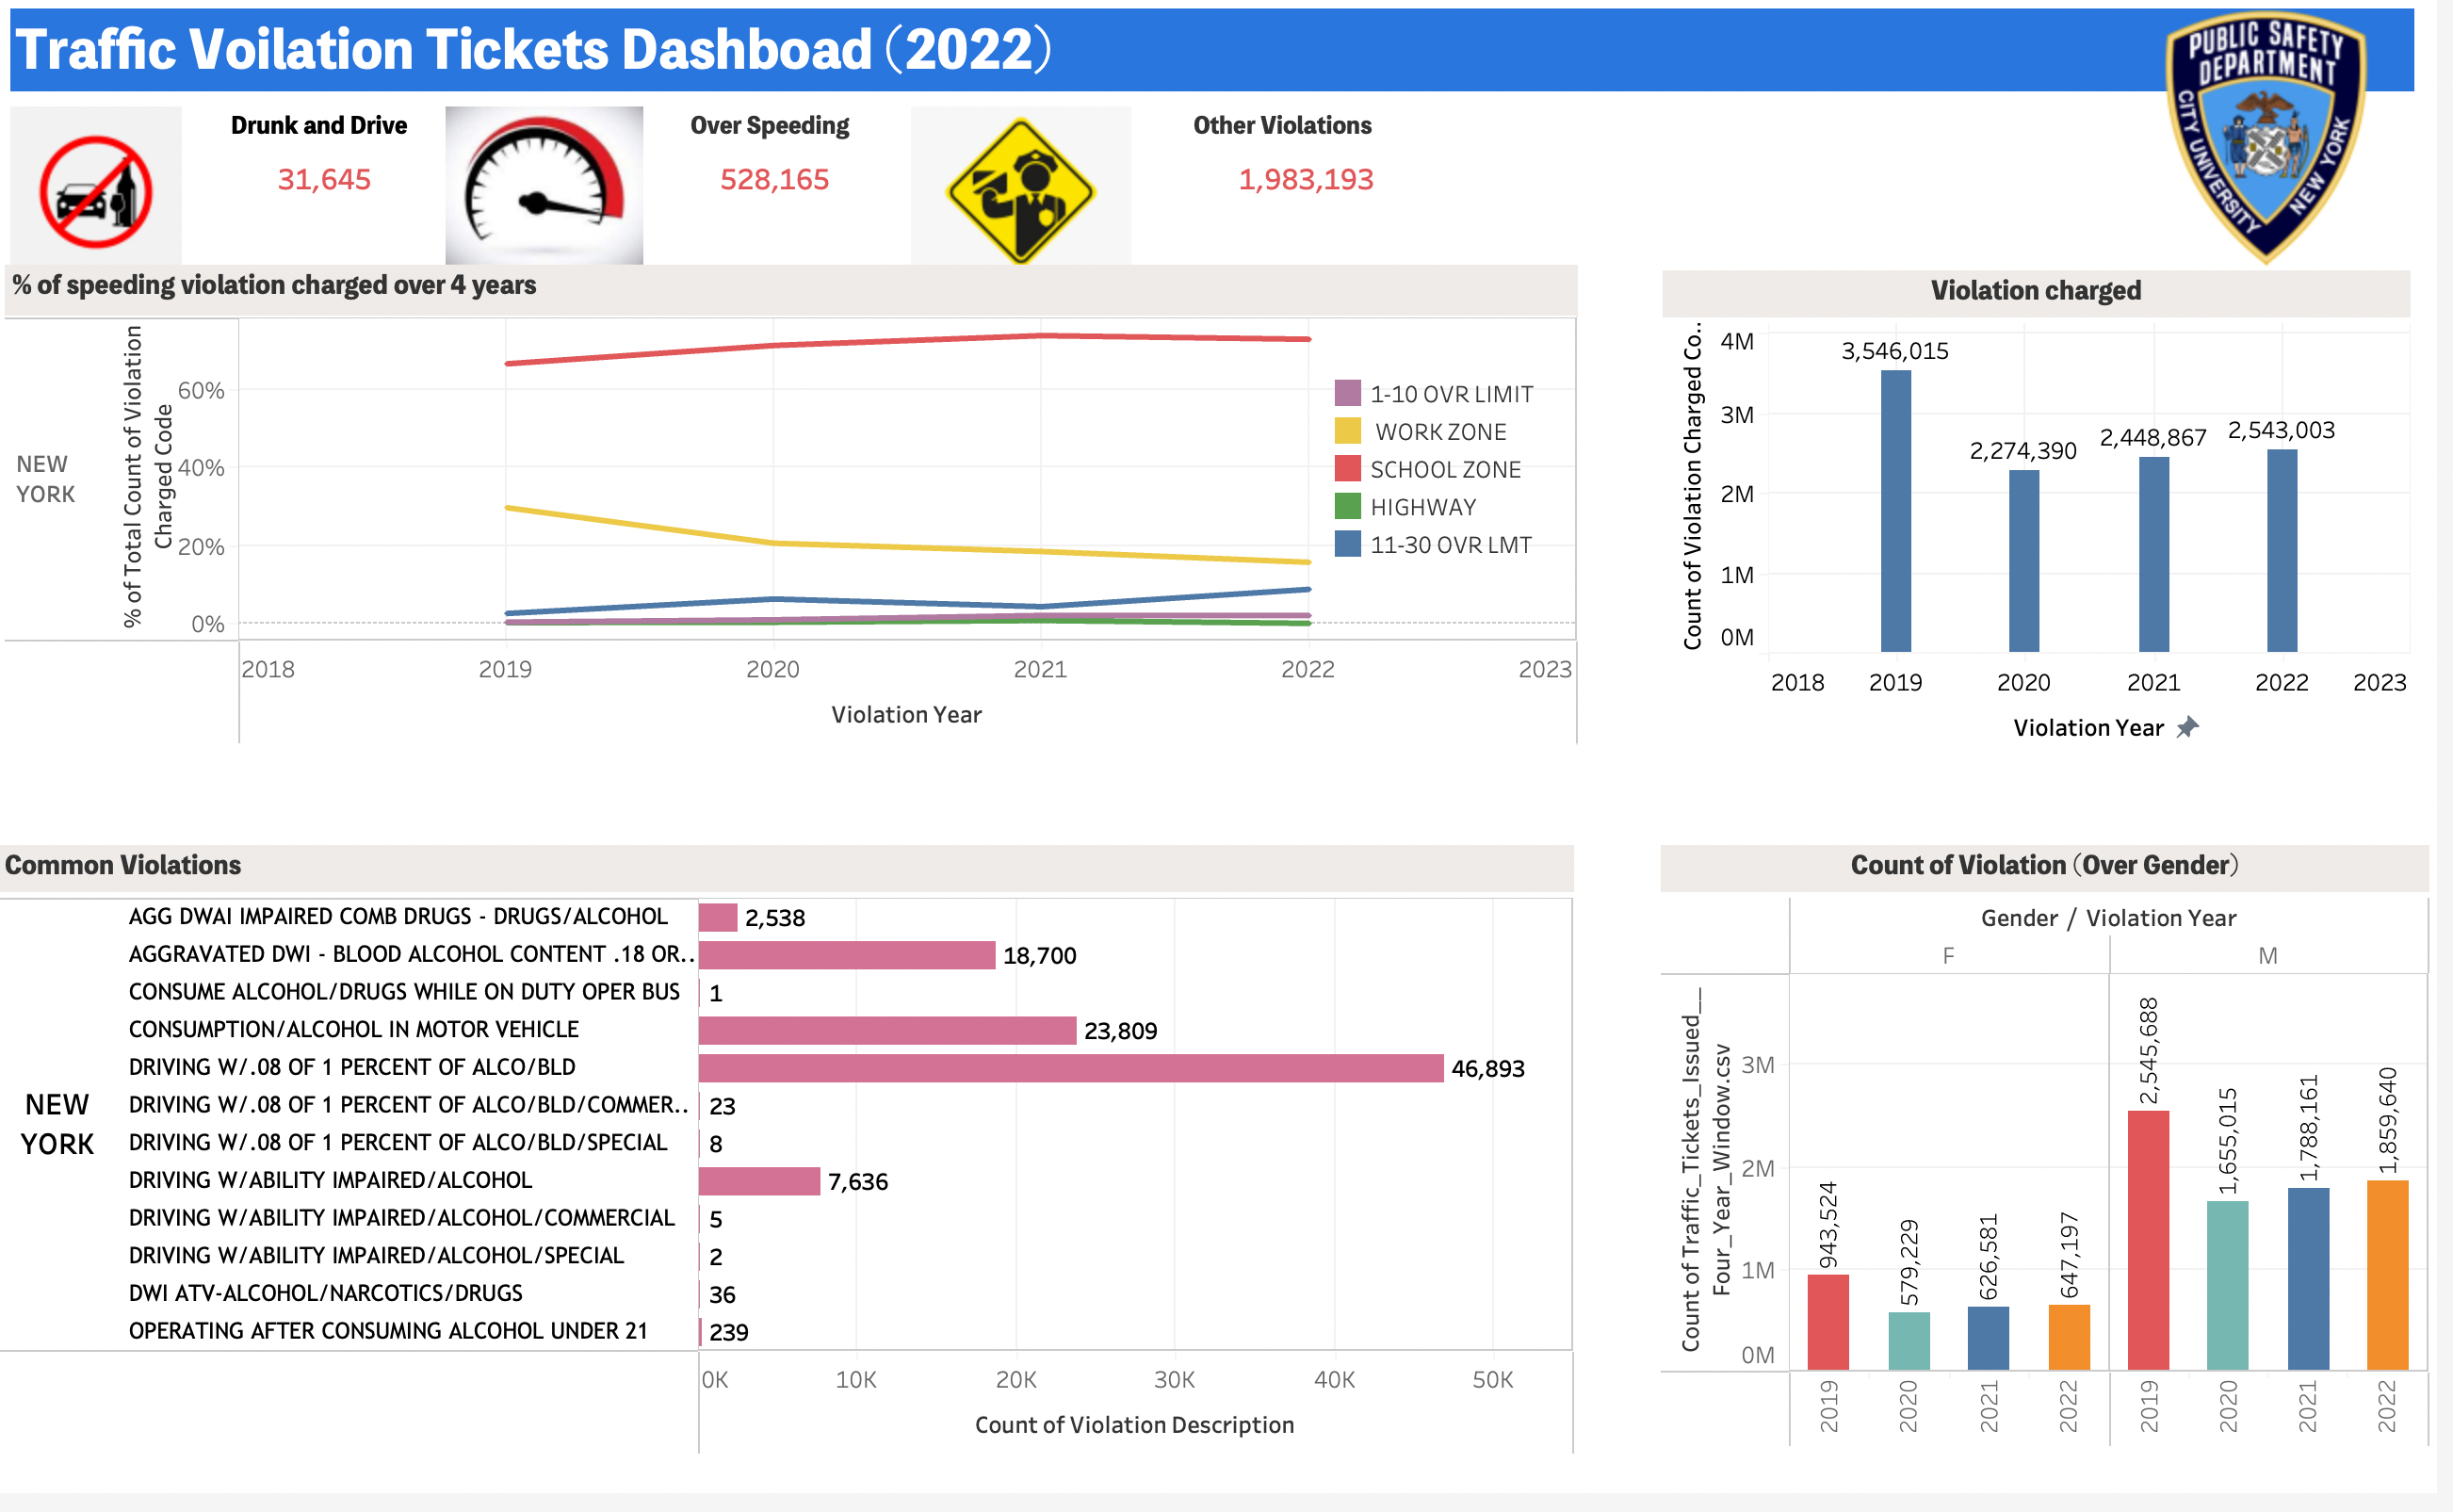 Traffic Voilation Tickets Dashboad (2022)
PUBLIC SAFETY
DEPARTMENT
CITY UNIVERSITY
NEW YORK
Drunk and Drive
31,645
Over Speeding
528,165
Other Violations
1,983,193
% of speeding violation charged over 4 years
NEW
YORK
% of Total Count of Violation
Charged Code
60%
40%
20%
0%
1-10 OVR LIMIT
WORK ZONE
SCHOOL ZONE
HIGHWAY
11-30 OVR LMT
2018 2019 2020 2021 2022 2023
Violation Year
Violation charged
Count of Violation Charged Co..
4M
3M
2M
1M
0M
3,546,015
2,274,390
2,448,867
2,543,003
2018 2019 2020 2021 2022 2023
Violation Year
Common Violations
NEW
YORK
AGG DWAI IMPAIRED COMB DRUGS - DRUGS/ALCOHOL 2,538
AGGRAVATED DWI - BLOOD ALCOHOL CONTENT .18 OR.. 18,700
CONSUME ALCOHOL/DRUGS WHILE ON DUTY OPER BUS 1
CONSUMPTION/ALCOHOL IN MOTOR VEHICLE 23,809
DRIVING W/.08 OF 1 PERCENT OF ALCO/BLD 46,893
DRIVING W/.08 OF 1 PERCENT OF ALCO/BLD/COMMER.. 23
DRIVING W/.08 OF 1 PERCENT OF ALCO/BLD/SPECIAL 8
DRIVING W/ABILITY IMPAIRED/ALCOHOL 7,636
DRIVING W/ABILITY IMPAIRED/ALCOHOL/COMMERCIAL 5
DRIVING W/ABILITY IMPAIRED/ALCOHOL/SPECIAL 2
DWI ATV-ALCOHOL/NARCOTICS/DRUGS 36
OPERATING AFTER CONSUMING ALCOHOL UNDER 21 239
0K 10K 20K 30K 40K 50K
Count of Violation Description
Count of Violation (Over Gender)
Gender / Violation Year
F M
Count of Traffic_Tickets_Issued__
Four_Year_Window.csv
3M
2M
1M
0M
943,524
579,229
626,581
647,197
2,545,688
1,655,015
1,788,161
1,859,640
2019 2020 2021 2022 2019 2020 2021 2022